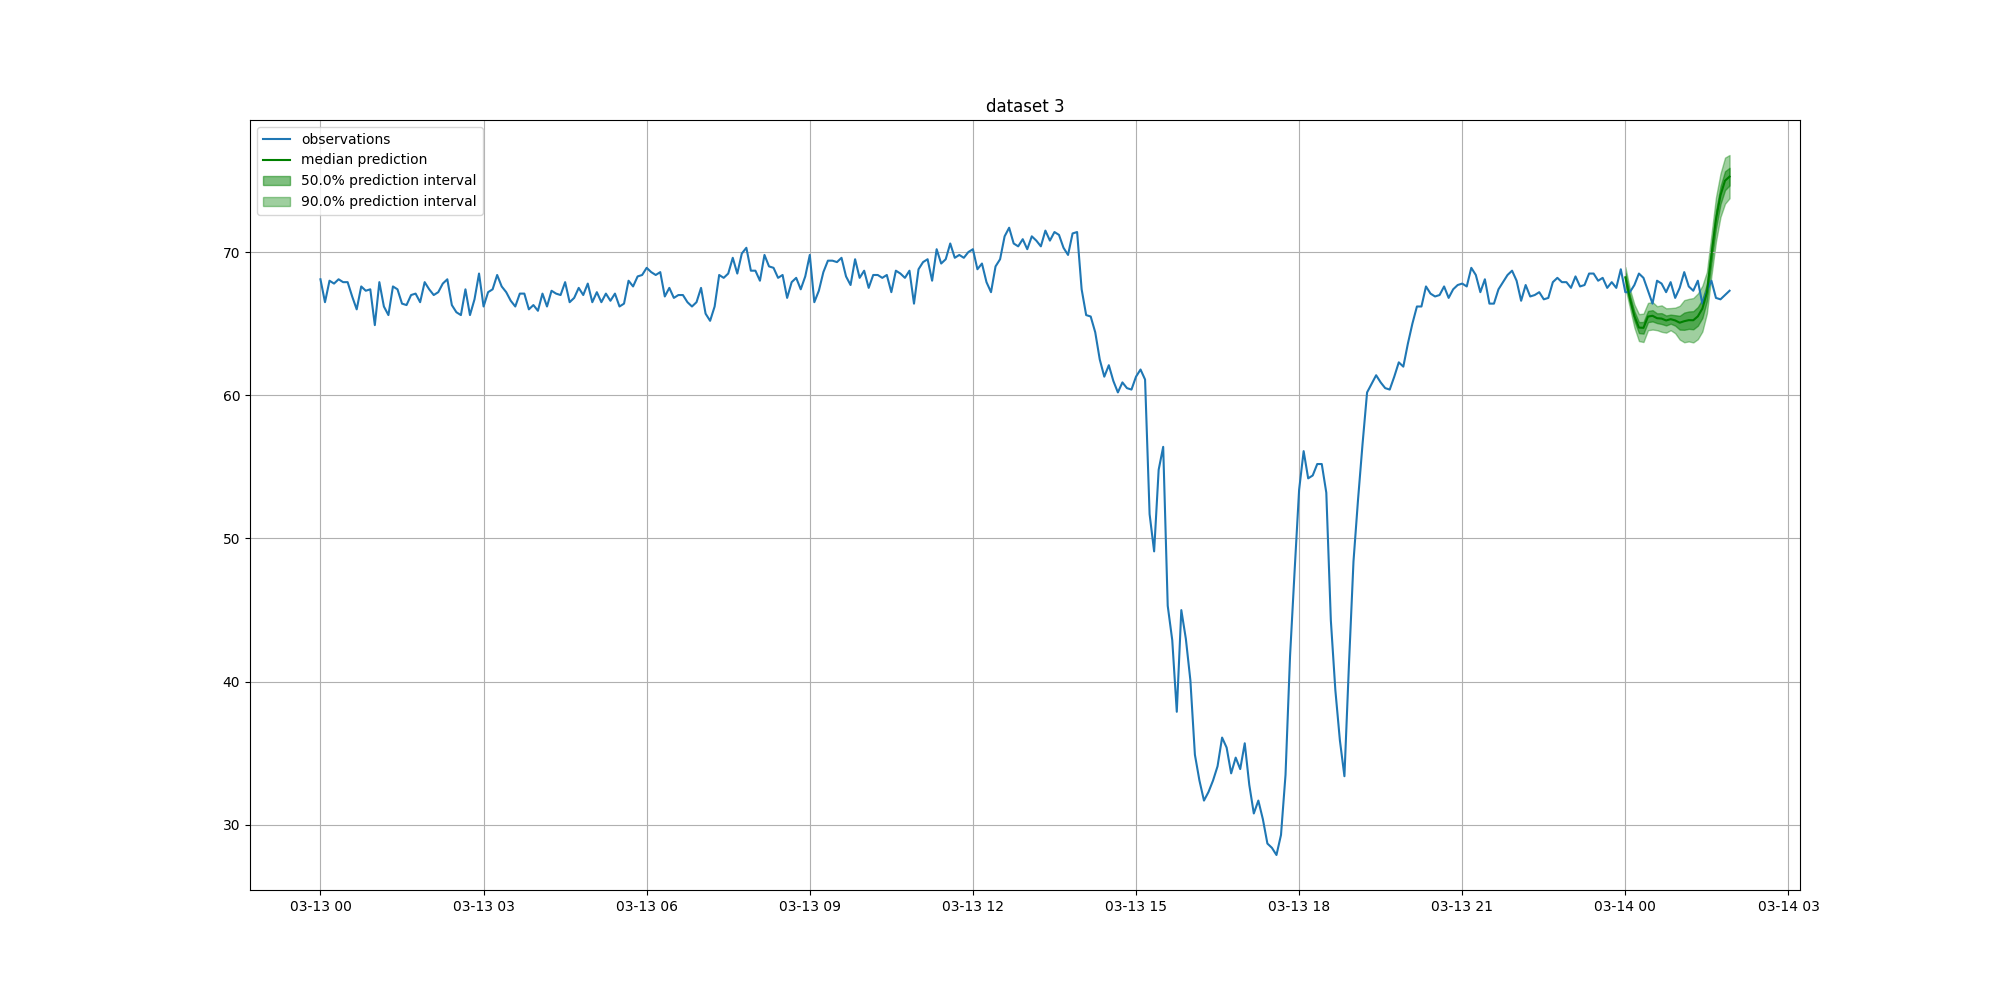 dataset 3
observations
median prediction
50.0% prediction interval
90.0% prediction interval
70
60
50
40
30
03-13 00 03-13 03 03-13 06 03-13 09 03-13 12 03-13 15 03-13 18 03-13 21 03-14 00 03-14 03